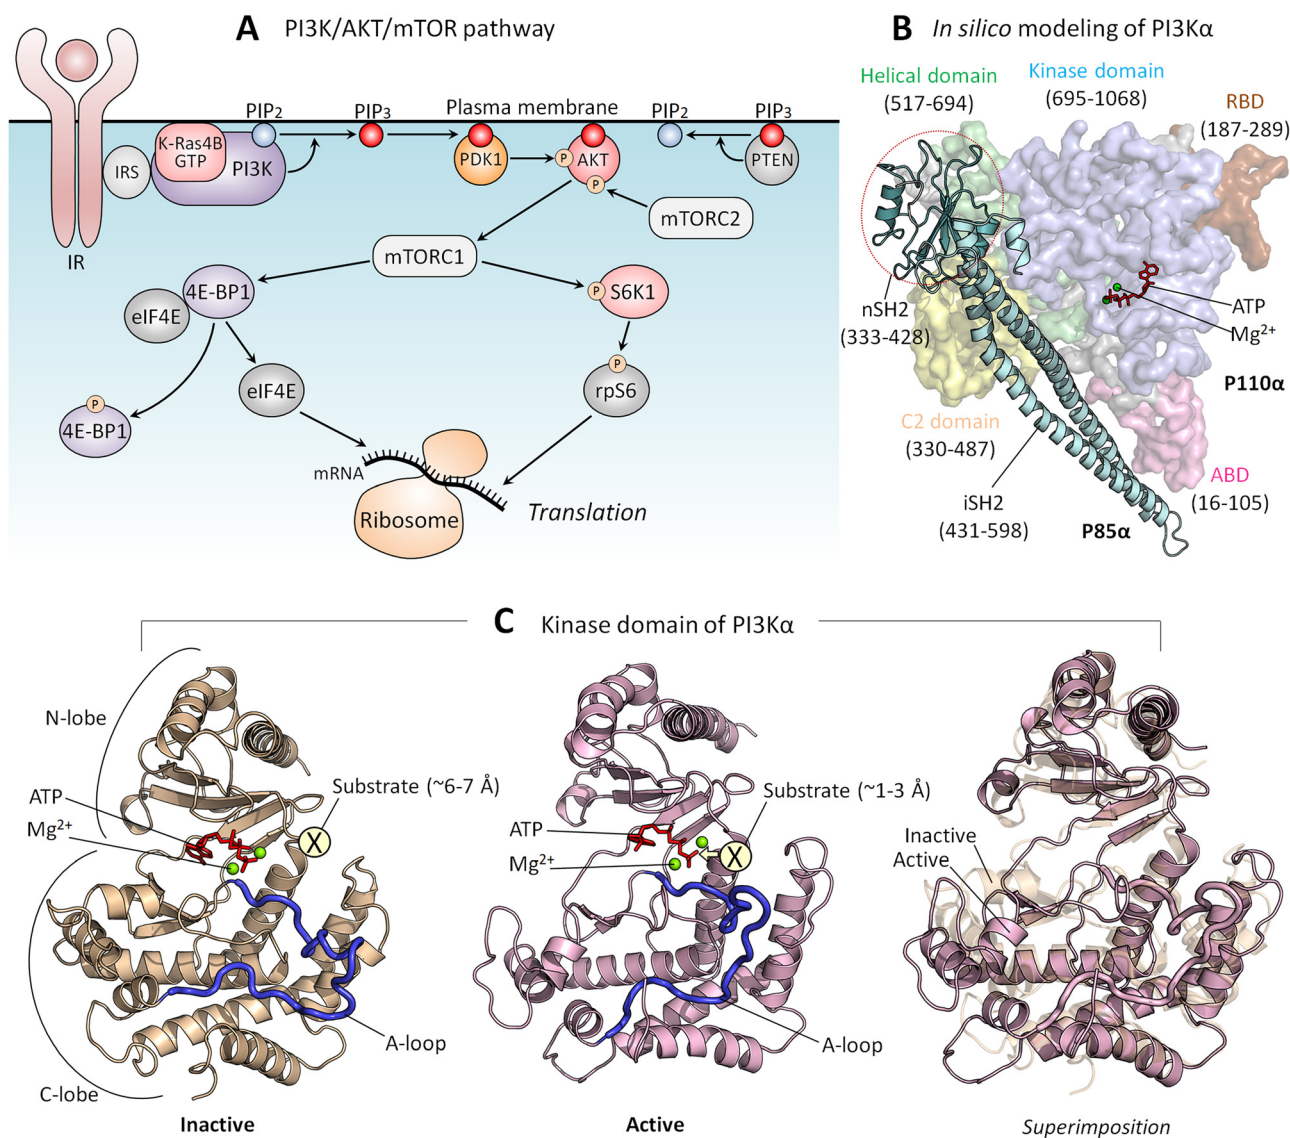 A PI3K/AKT/mTOR pathway
PIP2
PIP3
Plasma membrane
PIP2
PIP3
K-Ras4B
GTP
PI3K
IRS
PDK1
P
AKT
P
PTEN
mTORC2
IR
mTORC1
4E-BP1
eIF4E
P
S6K1
eIF4E
P
rpS6
P
4E-BP1
mRNA
Ribosome
Translation
B In silico modeling of PI3Kα
Helical domain
(517-694)
Kinase domain
(695-1068)
RBD
(187-289)
nSH2
(333-428)
ATP
Mg2+
P110α
C2 domain
(330-487)
ABD
(16-105)
iSH2
(431-598)
P85α
C Kinase domain of PI3Kα
N-lobe
ATP
Mg2+
Substrate (~6-7 Å)
X
A-loop
C-lobe
Inactive
Substrate (~1-3 Å)
ATP
Mg2+
X
A-loop
Active
Inactive
Active
Superimposition